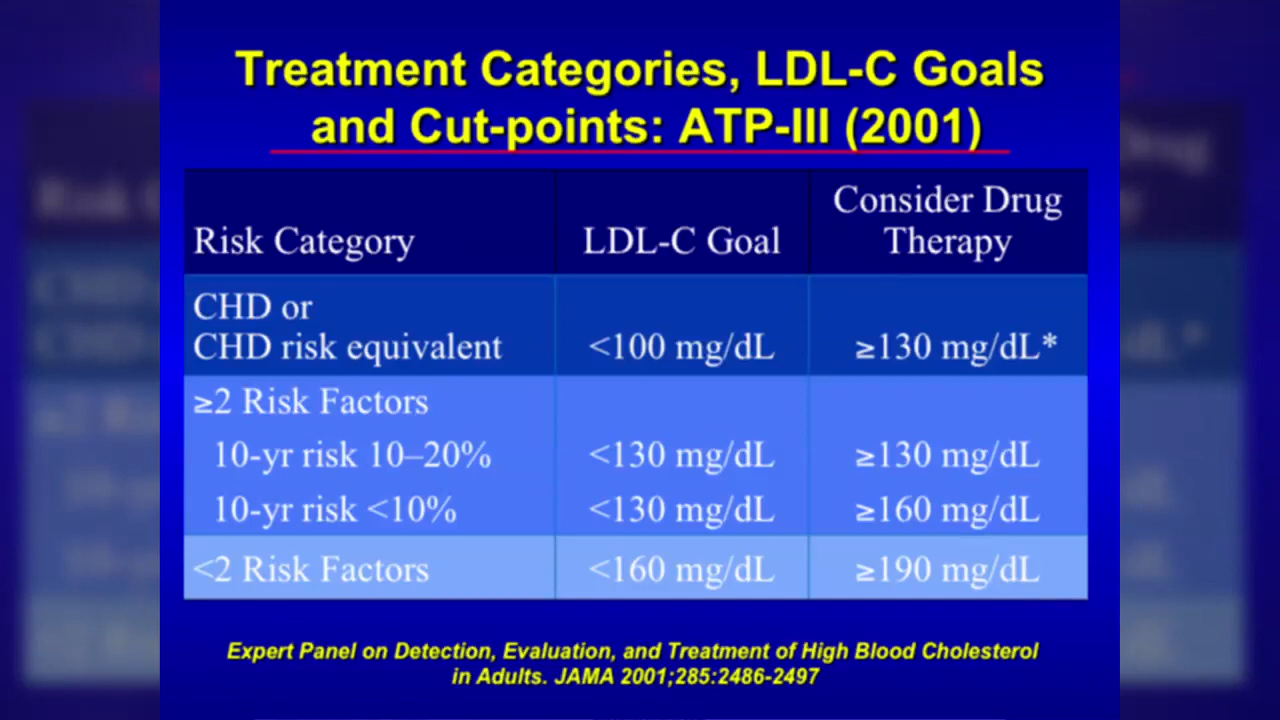 Treatment Categories, LDL-C Goals
and Cut-points: ATP-III (2001)
Risk Category LDL-C Goal Consider Drug Therapy
CHD or
CHD risk equivalent <100 mg/dL ≥130 mg/dL*
≥2 Risk Factors
10-yr risk 10–20% <130 mg/dL ≥130 mg/dL
10-yr risk <10% <130 mg/dL ≥160 mg/dL
<2 Risk Factors <160 mg/dL ≥190 mg/dL
Expert Panel on Detection, Evaluation, and Treatment of High Blood Cholesterol
in Adults. JAMA 2001;285:2486-2497